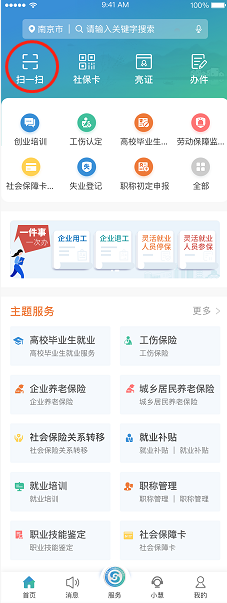 9:41 AM
100%
南京市 请输入关键字搜索
扫一扫 社保卡 亮证 办件
创业培训 工伤认定 高校毕业生... 劳动保障监...
社会保障卡... 失业登记 职称初定申报 全部
一件事
一次办
企业用工 企业退工 灵活就业 灵活就业
人员停保 人员参保
主题服务 更多 >
高校毕业生就业 工伤保险
高校毕业生就业服务 工伤保险
企业养老保险 城乡居民养老保险
企业养老保险 城乡居民养老保险
社会保险关系转移 就业补贴
社会保险关系转移 就业补贴 | 就业补贴
就业培训 职称管理
就业培训 职称管理 | 职称管理
职业技能鉴定 社会保障卡
职业技能鉴定 社会保障卡
首页 消息 服务 小慧 我的